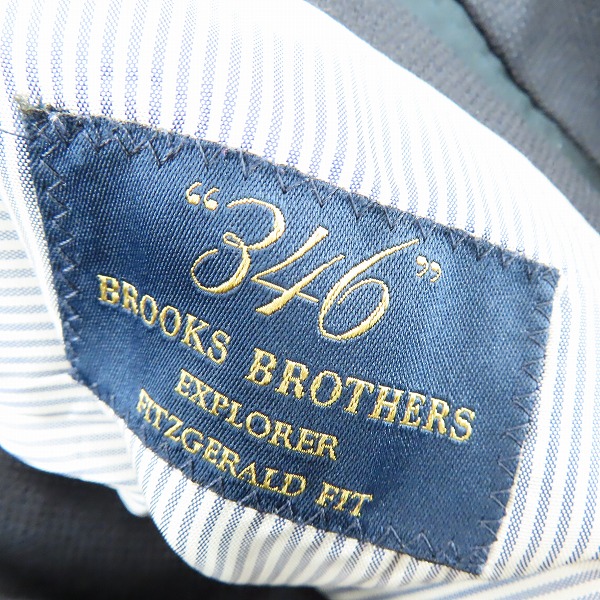 “346”
BROOKS BROTHERS
EXPLORER
FITZGERALD FIT